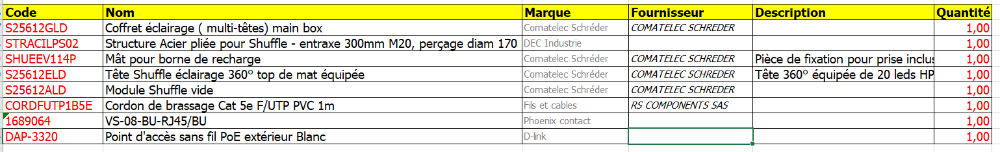 Code Nom Marque Fournisseur Description Quantité
S25612GLD Coffret éclairage ( multi-têtes) main box Comatelec Schréder COMATELEC SCHREDER 1,00
STRACILPS02 Structure Acier pliée pour Shuffle - entraxe 300mm M20, perçage diam 170 DEC Industrie 1,00
SHUEEV114P Mât pour borne de recharge Comatelec Schréder COMATELEC SCHREDER Pièce de fixation pour prise inclus 1,00
S25612ELD Tête Shuffle éclairage 360° top de mat équipée Comatelec Schréder COMATELEC SCHREDER Tête 360° équipée de 20 leds HP 1,00
S25612ALD Module Shuffle vide Comatelec Schréder COMATELEC SCHREDER 1,00
CORDFUTP1B5E Cordon de brassage Cat 5e F/UTP PVC 1m Fils et cables RS COMPONENTS SAS 1,00
1689064 VS-08-BU-RJ45/BU Phoenix contact 1,00
DAP-3320 Point d'accès sans fil PoE extérieur Blanc D-link 1,00